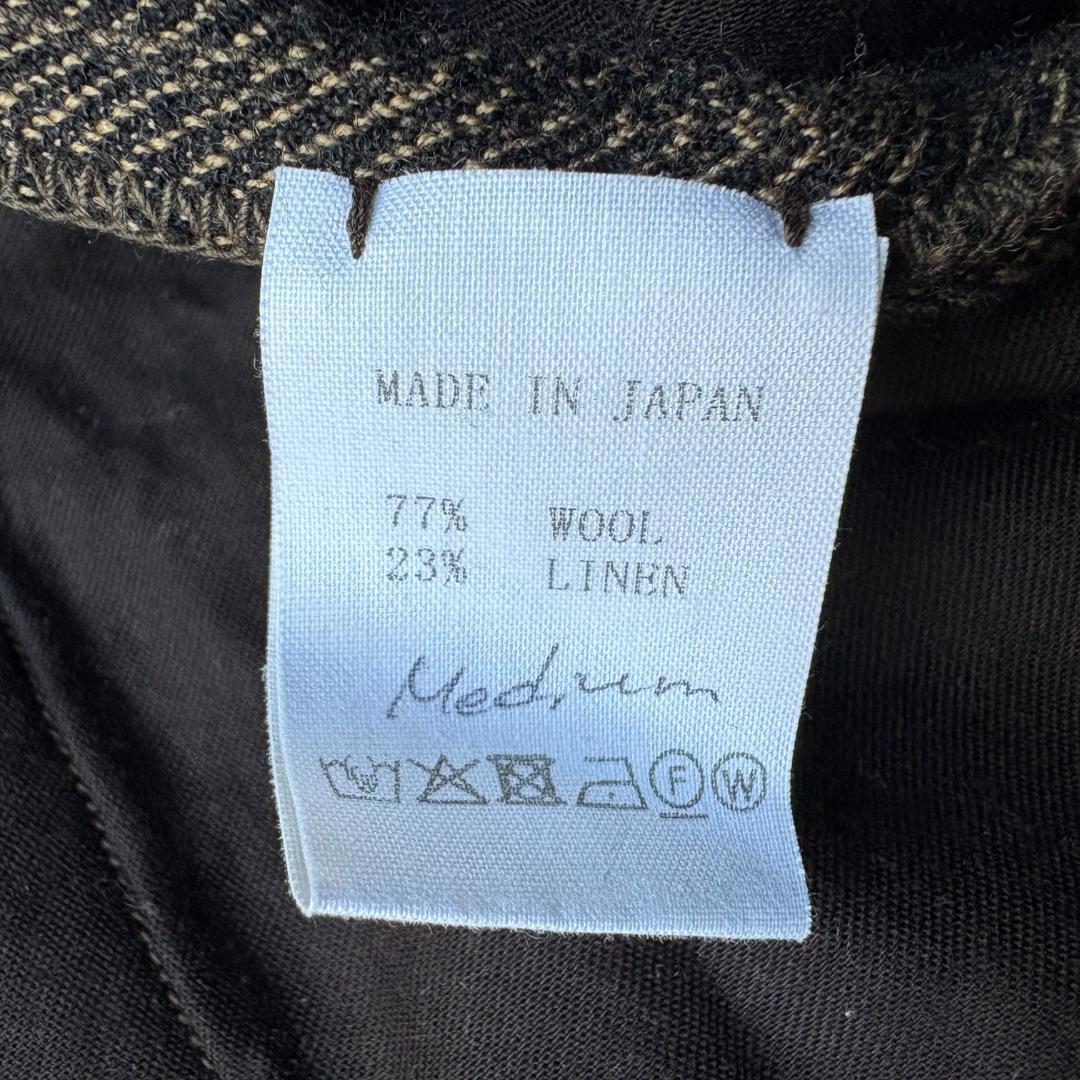 MADE IN JAPAN
77% WOOL
23% LINEN
Medium
F W